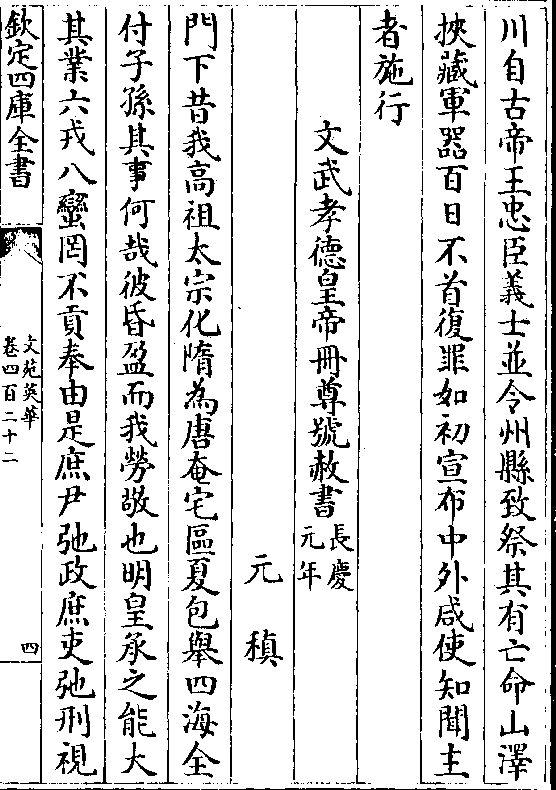 川自古帝王忠臣義士並令州縣致祭其有亡命山澤
挾藏軍器百日不首復罪如初宣布中外咸使知聞主
者施行
文武孝德皇帝冊尊號赦書長慶元年
元稹
門下昔我高祖太宗化隋為唐奄宅區夏包舉四海全
付子孫其事何哉彼昏盈而我勞敬也明皇承之能大
其業六戎八蠻罔不貢奉由是庶尹弛政庶吏弛刑視
欽定四庫全書
文苑英華
卷四百二十二
四